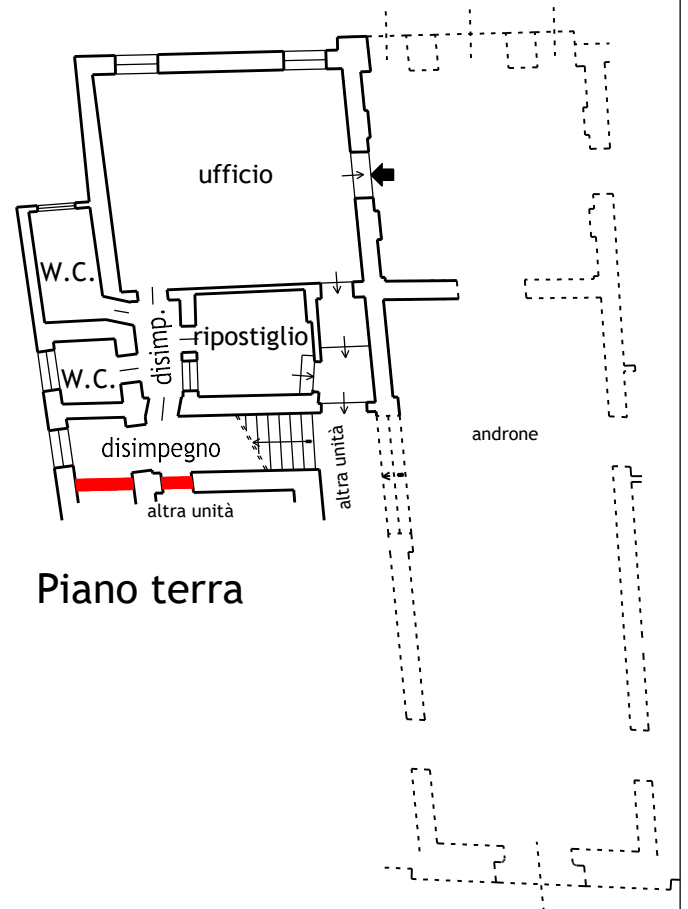 ufficio
W.C.
disimp.
ripostiglio
W.C.
androne
disimpegno
altra unità
altra unità
Piano terra